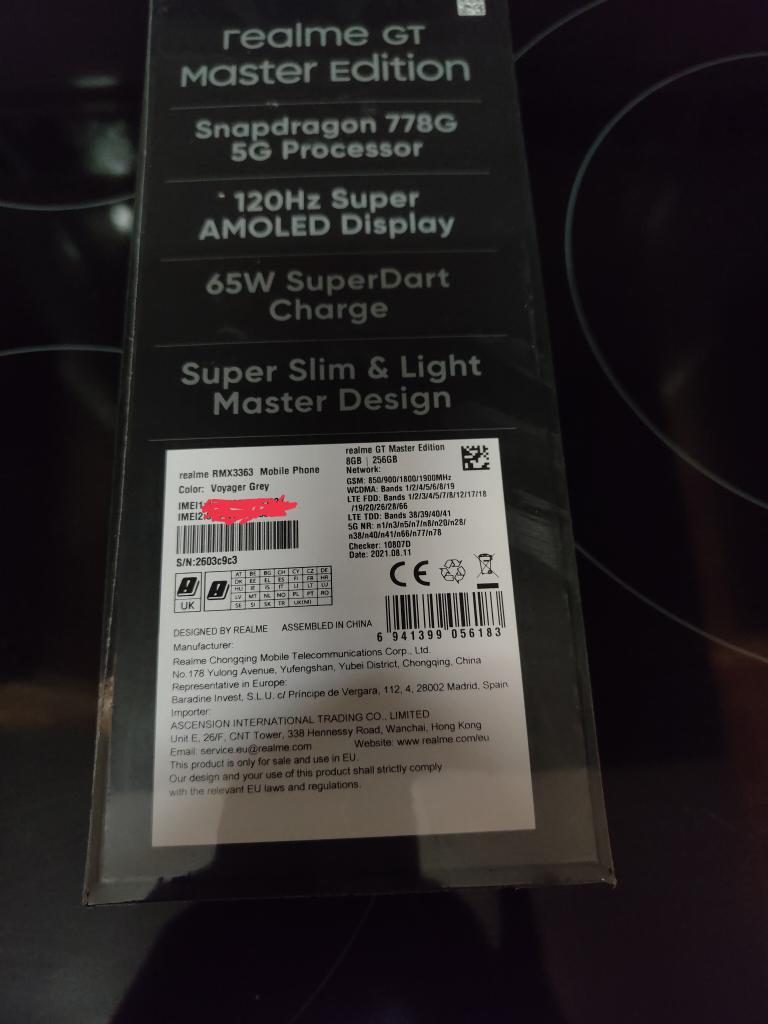 realme GT
Master Edition
Snapdragon 778G
5G Processor
120Hz Super
AMOLED Display
65W SuperDart
Charge
Super Slim & Light
Master Design
realme RMX3363 Mobile Phone
Color: Voyager Grey
IMEI1:
IMEI2:
S/N:2603c9c3
realme GT Master Edition
8GB | 256GB
Network:
GSM: 850/900/1800/1900MHz
WCDMA: Bands 1/2/4/5/6/8/19
LTE FDD: Bands 1/2/3/4/5/7/8/12/17/18
/19/20/26/28/66
LTE TDD: Bands 38/39/40/41
5G NR: n1/n3/n5/n7/n8/n20/n28/
n38/n40/n41/n66/n77/n78
Checker: 10807D
Date: 2021.08.11
CE
UK
AT BE BG CH CY CZ DE
DK EE EL ES FI FR HR
HU IE IS IT LI LT LU
LV MT NL NO PL PT RO
SE SI SK TR UK(NI)
DESIGNED BY REALME ASSEMBLED IN CHINA
6 941399 056183
Manufacturer:
Realme Chongqing Mobile Telecommunications Corp., Ltd.
No.178 Yulong Avenue, Yufengshan, Yubei District, Chongqing, China
Representative in Europe:
Baradine Invest, S.L.U. c/ Príncipe de Vergara, 112, 4, 28002 Madrid, Spain
Importer:
ASCENSION INTERNATIONAL TRADING CO., LIMITED
Unit E, 26/F, CNT Tower, 338 Hennessy Road, Wanchai, Hong Kong
Email: service.eu@realme.com Website: www.realme.com/eu
This product is only for sale and use in EU.
Our design and your use of this product shall strictly comply
with the relevant EU laws and regulations.